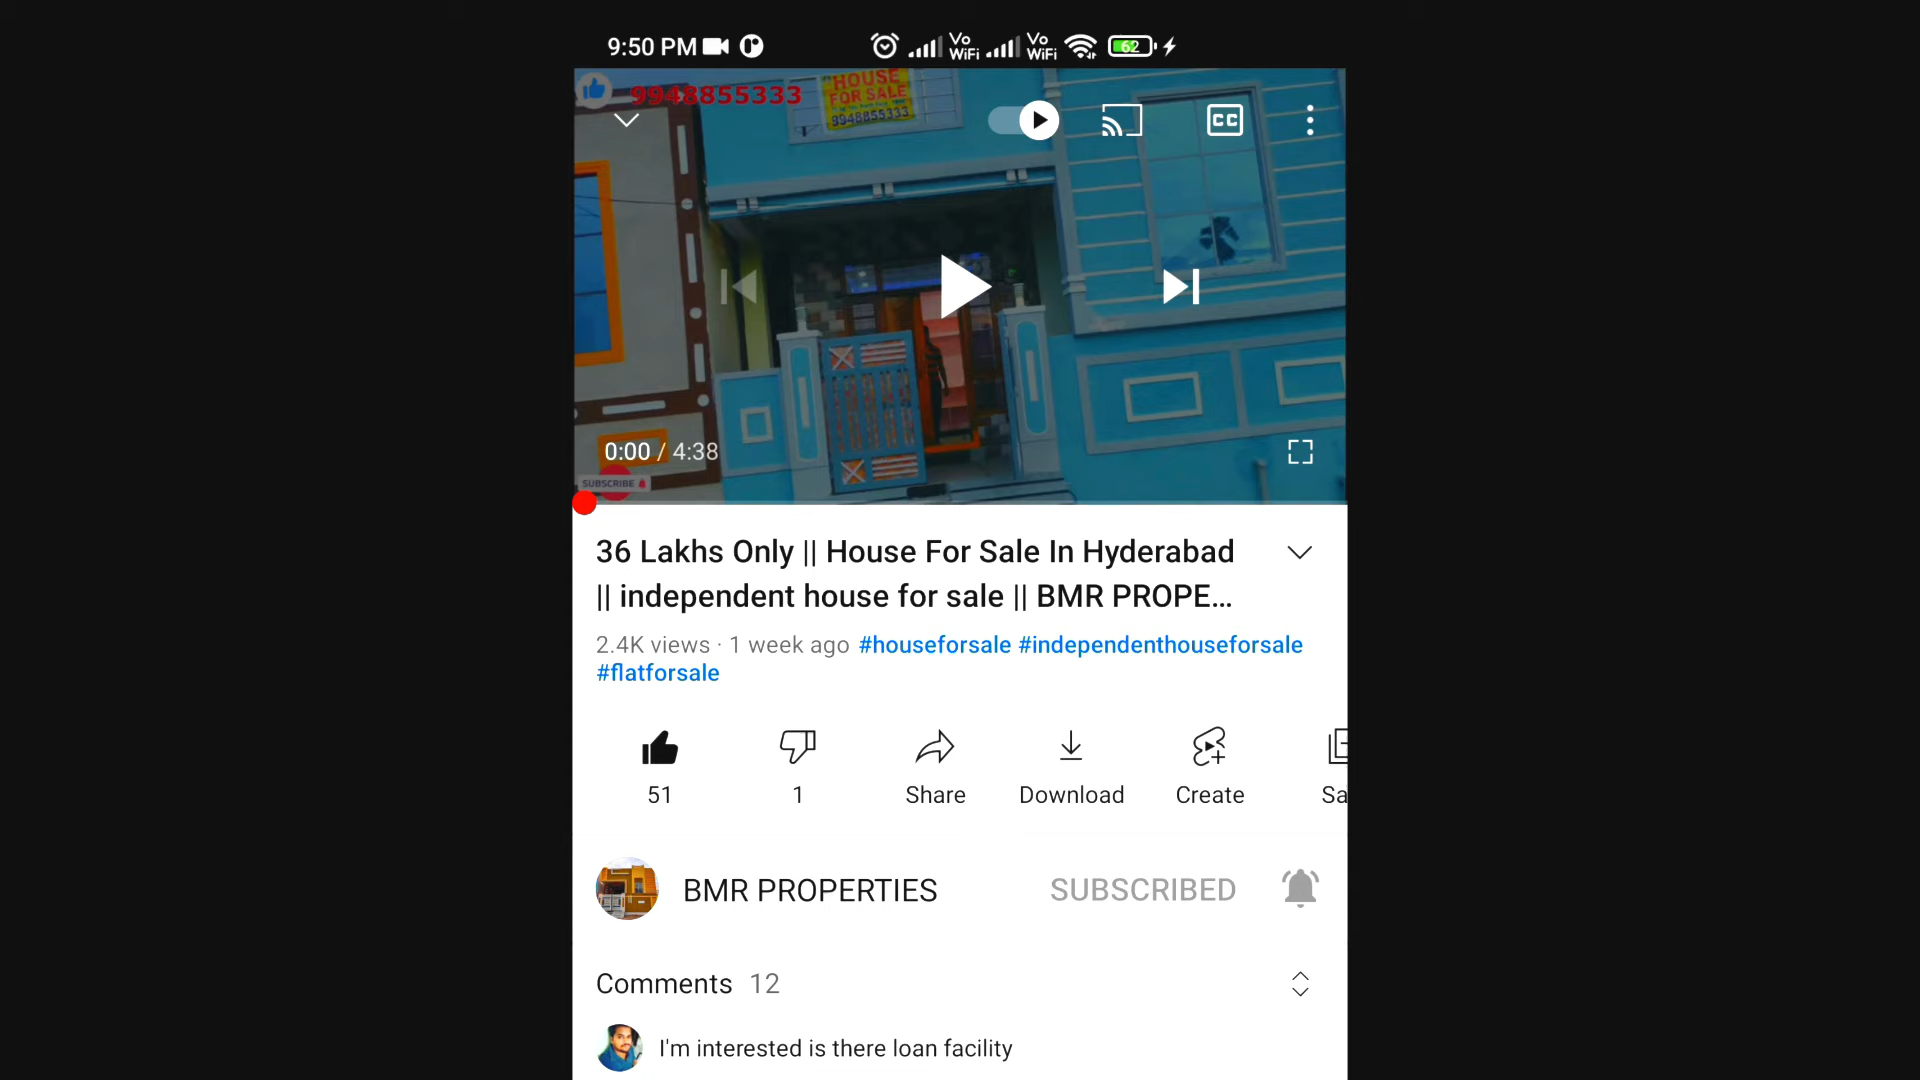 9:50 PM
Vo WiFi
Vo WiFi
62
9948855333
HOUSE
FOR SALE
9948855333
CC
0:00 / 4:38
SUBSCRIBE
36 Lakhs Only || House For Sale In Hyderabad
|| independent house for sale || BMR PROPE...
2.4K views · 1 week ago #houseforsale #independenthouseforsale
#flatforsale
51
1
Share
Download
Create
Sa
BMR PROPERTIES
SUBSCRIBED
Comments 12
I'm interested is there loan facility